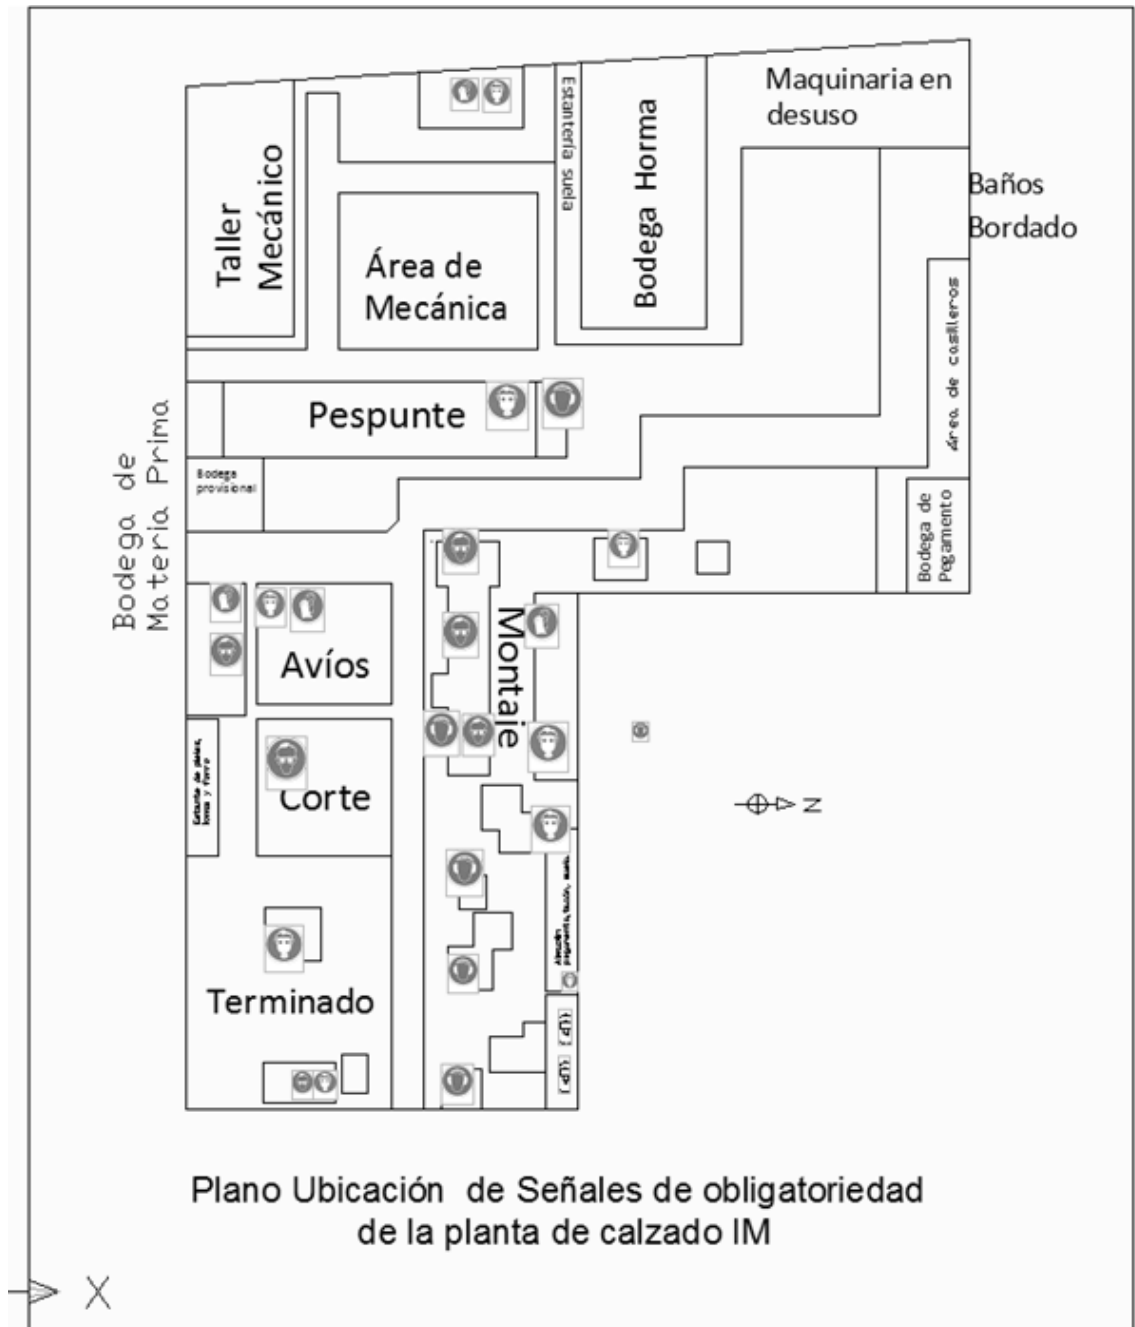 Maquinaria en
desuso
Estantería suela
Bodega Horma
Taller
Mecánico
Baños
Bordado
Área de
Mecánica
Área de casilleros
Pespunte
Bodega de
Materia Prima
Bodega
provisional
Bodega de
Pegamento
Montaje
Avíos
Corte
N
Terminado
Plano Ubicación de Señales de obligatoriedad
de la planta de calzado IM
X